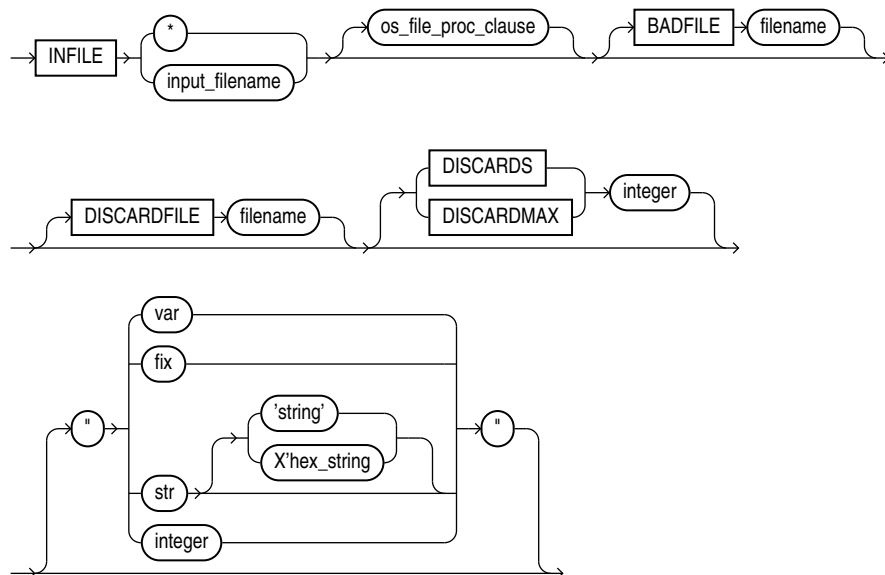 INFILE * input_filename os_file_proc_clause BADFILE filename
DISCARDFILE filename DISCARDS DISCARDMAX integer
var
fix
" 'string' "
X'hex_string
str
integer